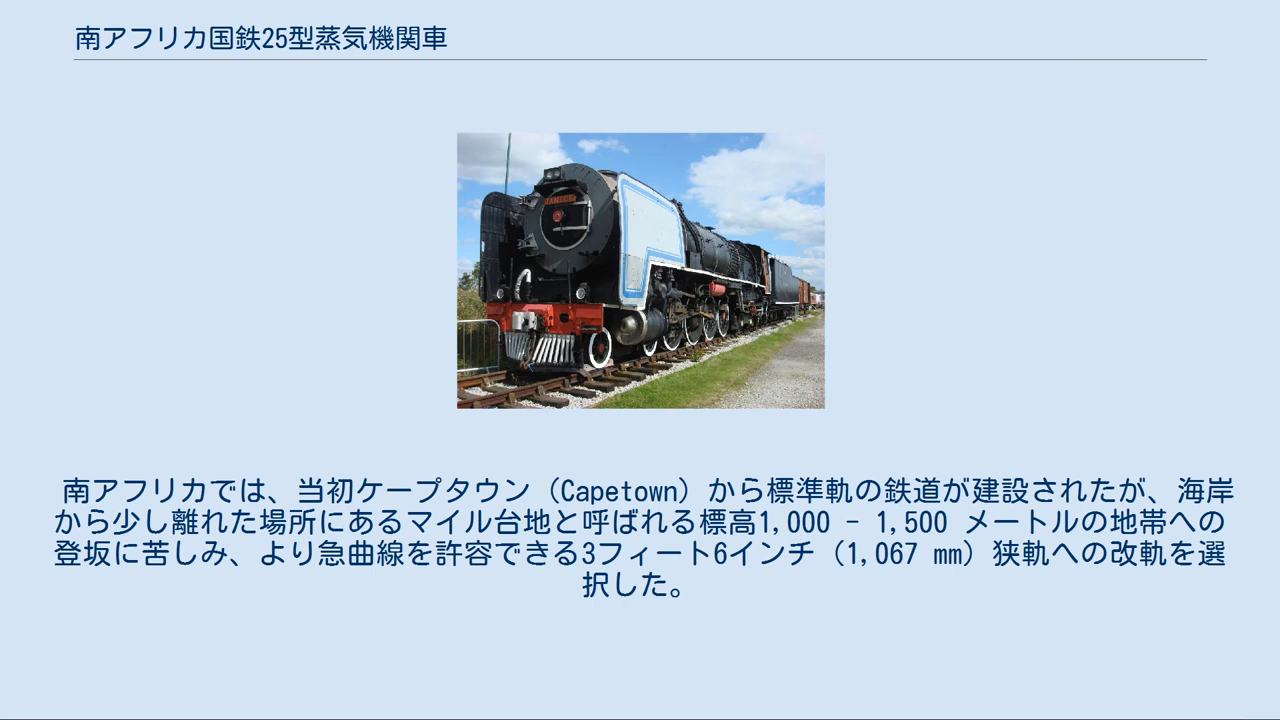 南アフリカ国鉄25型蒸気機関車
JANICE
南アフリカでは、当初ケープタウン（Capetown）から標準軌の鉄道が建設されたが、海岸
から少し離れた場所にあるマイル台地と呼ばれる標高1,000 - 1,500 メートルの地帯への
登坂に苦しみ、より急曲線を許容できる3フィート6インチ（1,067 mm）狭軌への改軌を選
択した。